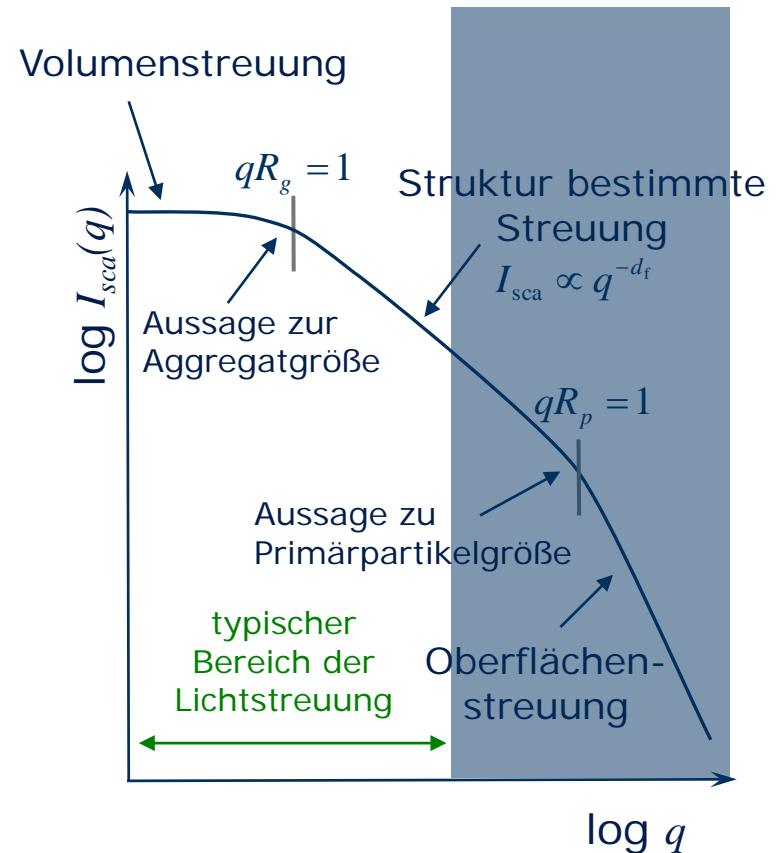 Volumenstreuung
qR_g = 1
Struktur bestimmte
Streuung
I_sca ∝ q^{-d_f}
log I_sca(q)
Aussage zur
Aggregatgröße
qR_p = 1
Aussage zu
Primärpartikelgröße
typischer
Bereich der
Lichtstreuung
Oberflächen-
streuung
log q